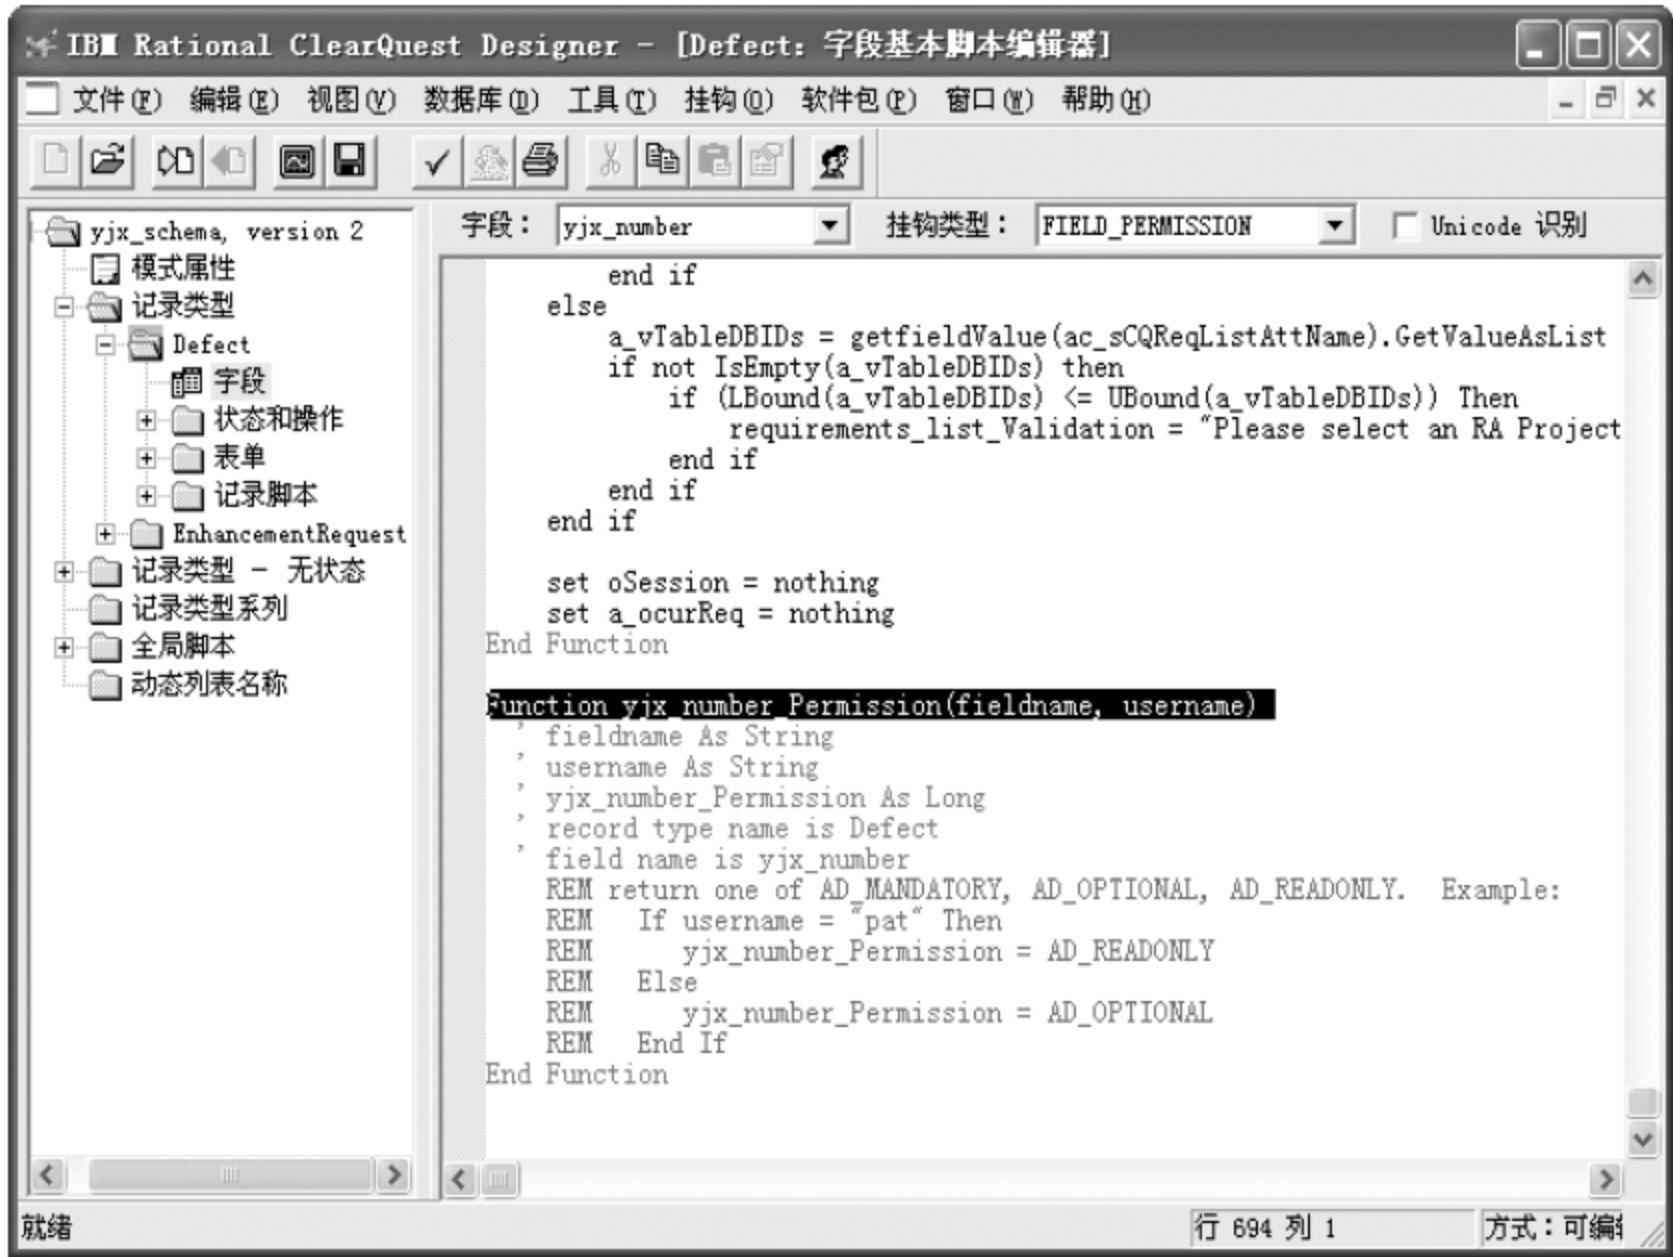 IBM Rational ClearQuest Designer - [Defect: 字段基本脚本编辑器]
文件(F) 编辑(E) 视图(V) 数据库(D) 工具(T) 挂钩(O) 软件包(P) 窗口(W) 帮助(H)
字段： yjx_number 挂钩类型： FIELD_PERMISSION Unicode 识别
yjx_schema, version 2
模式属性
记录类型
Defect
字段
状态和操作
表单
记录脚本
EnhancementRequest
记录类型 - 无状态
记录类型系列
全局脚本
动态列表名称
end if
else
a_vTableDBIDs = getfieldValue(ac_sCQReqListAttName).GetValueAsList
if not IsEmpty(a_vTableDBIDs) then
if (LBound(a_vTableDBIDs) <= UBound(a_vTableDBIDs)) Then
requirements_list_Validation = "Please select an RA Project
end if
end if
end if
set oSession = nothing
set a_ocurReq = nothing
End Function
Function yjx_number_Permission(fieldname, username)
' fieldname As String
' username As String
' yjx_number_Permission As Long
' record type name is Defect
' field name is yjx_number
REM return one of AD_MANDATORY, AD_OPTIONAL, AD_READONLY. Example:
REM If username = "pat" Then
REM yjx_number_Permission = AD_READONLY
REM Else
REM yjx_number_Permission = AD_OPTIONAL
REM End If
End Function
就绪 行 694 列 1 方式：可编